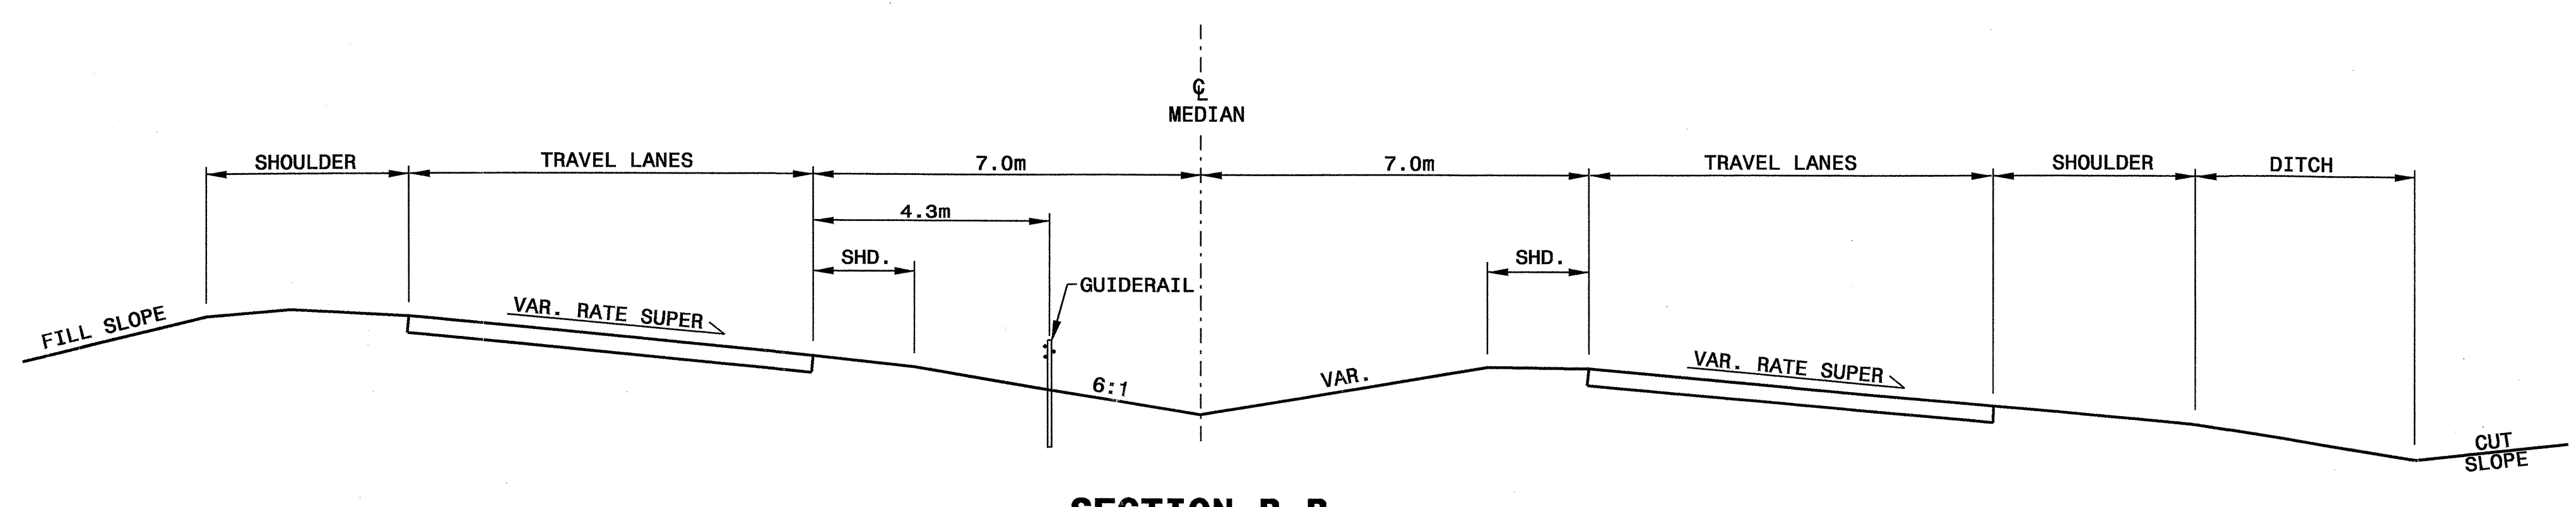 ℄
MEDIAN
SHOULDER TRAVEL LANES 7.0m 7.0m TRAVEL LANES SHOULDER DITCH
4.3m
SHD. SHD.
GUIDERAIL
FILL SLOPE VAR. RATE SUPER 6:1 VAR. VAR. RATE SUPER
CUT
SLOPE